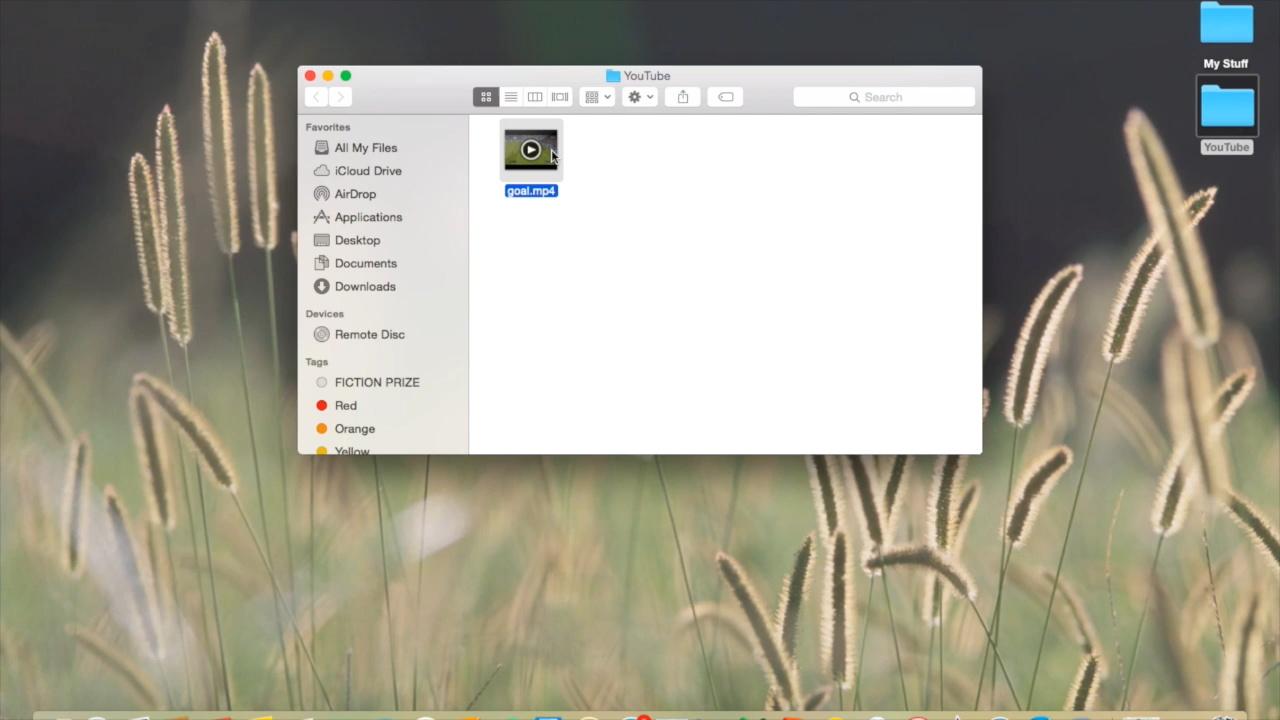 My Stuff
YouTube
YouTube
Search
Favorites
All My Files
iCloud Drive
AirDrop
Applications
Desktop
Documents
Downloads
Devices
Remote Disc
Tags
FICTION PRIZE
Red
Orange
Yellow
goal.mp4